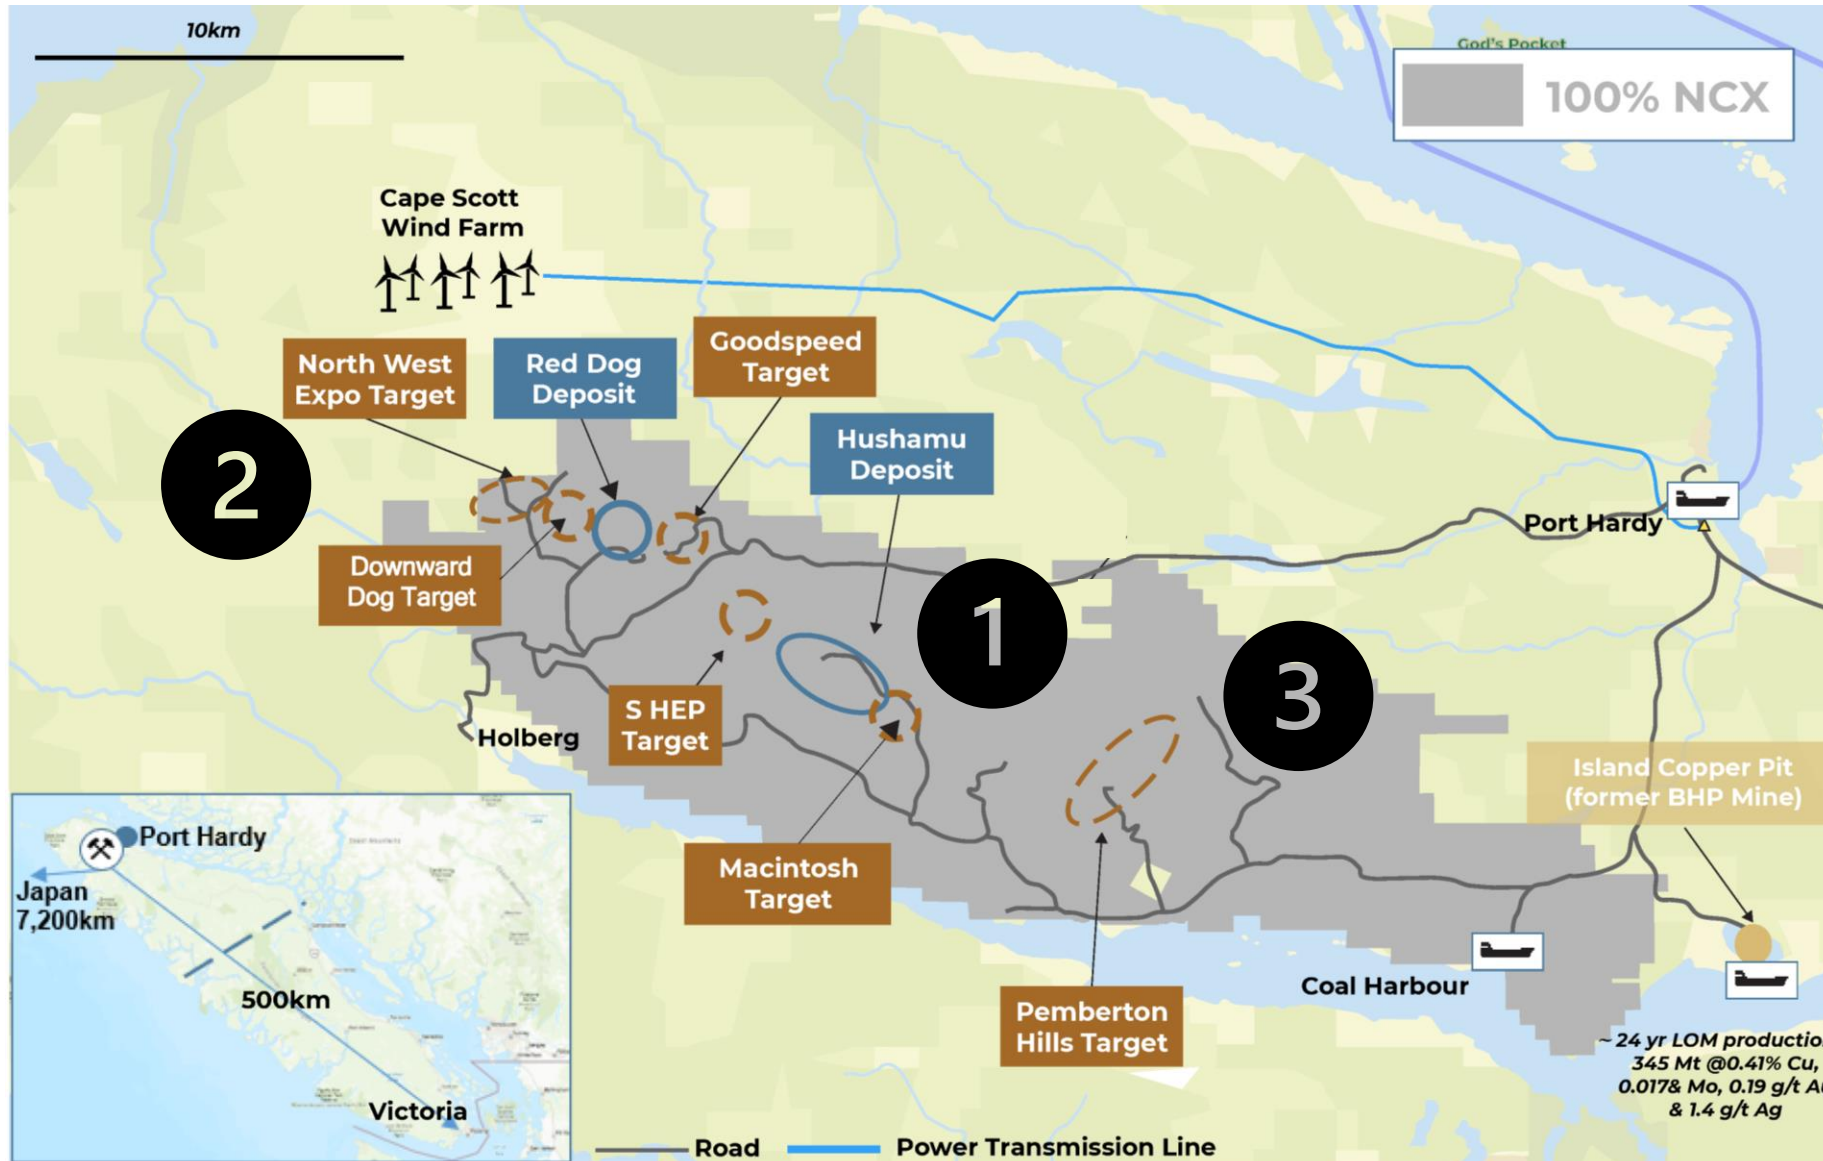 10km
God's Pocket
100% NCX
Cape Scott
Wind Farm
North West
Expo Target
Red Dog
Deposit
Goodspeed
Target
Hushamu
Deposit
2
Downward
Dog Target
1
Port Hardy
S HEP
Target
3
Holberg
Island Copper Pit
(former BHP Mine)
Macintosh
Target
Port Hardy
Japan
7,200km
500km
Victoria
Pemberton
Hills Target
Coal Harbour
~ 24 yr LOM production
345 Mt @0.41% Cu,
0.017& Mo, 0.19 g/t Au
& 1.4 g/t Ag
Road
Power Transmission Line